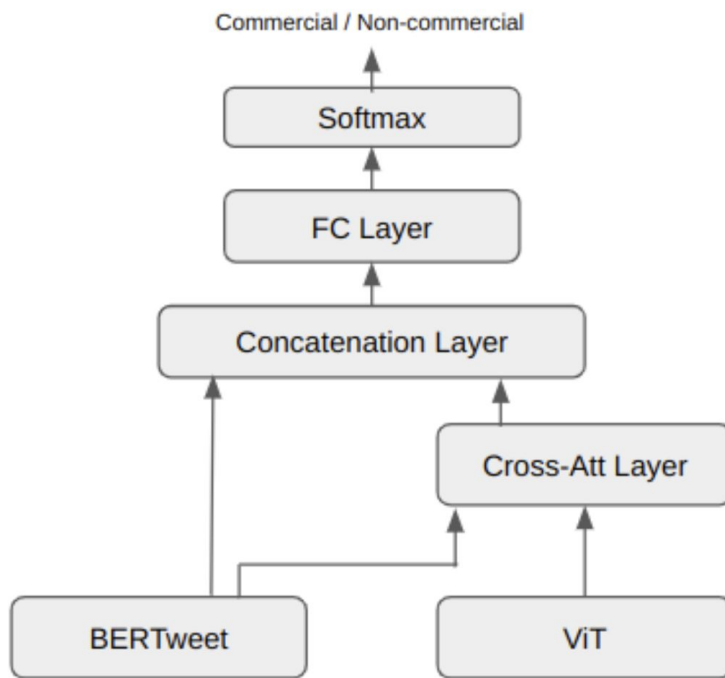 Commercial / Non-commercial
Softmax
FC Layer
Concatenation Layer
Cross-Att Layer
BERTweet
ViT